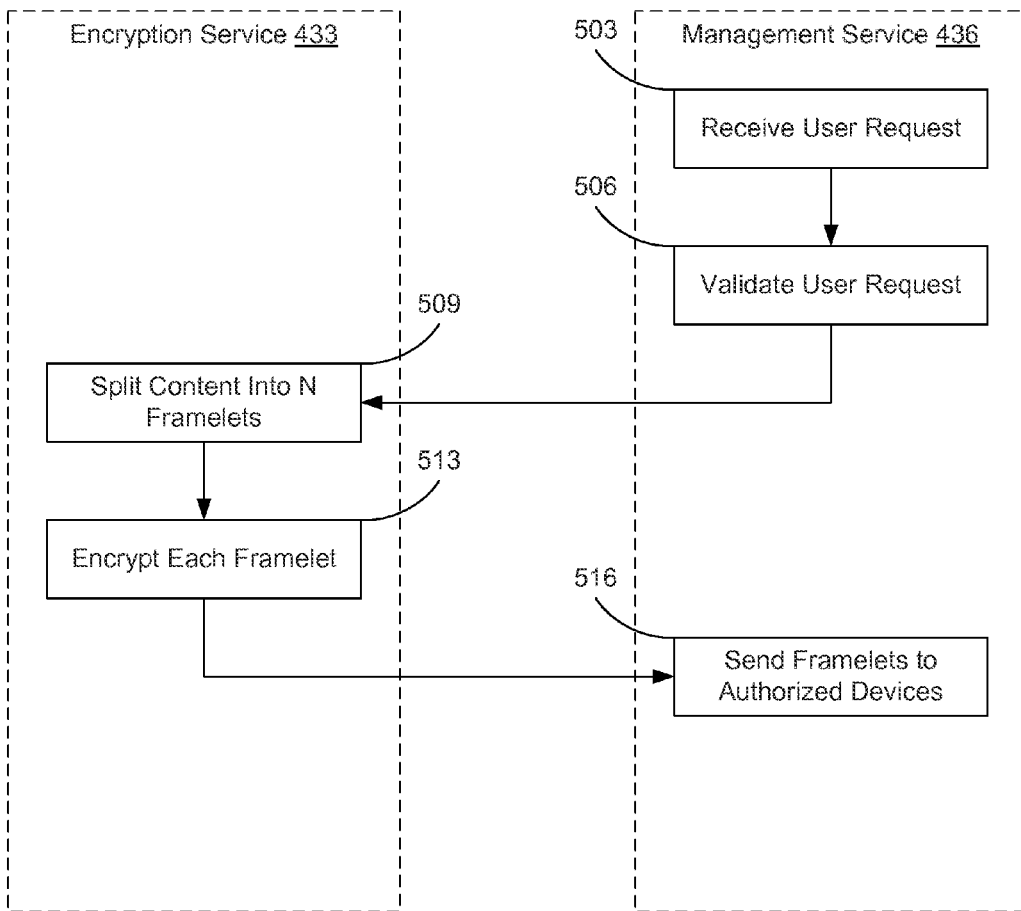 Encryption Service 433
Management Service 436
503
Receive User Request
506
Validate User Request
509
Split Content Into N
Framelets
513
Encrypt Each Framelet
516
Send Framelets to
Authorized Devices